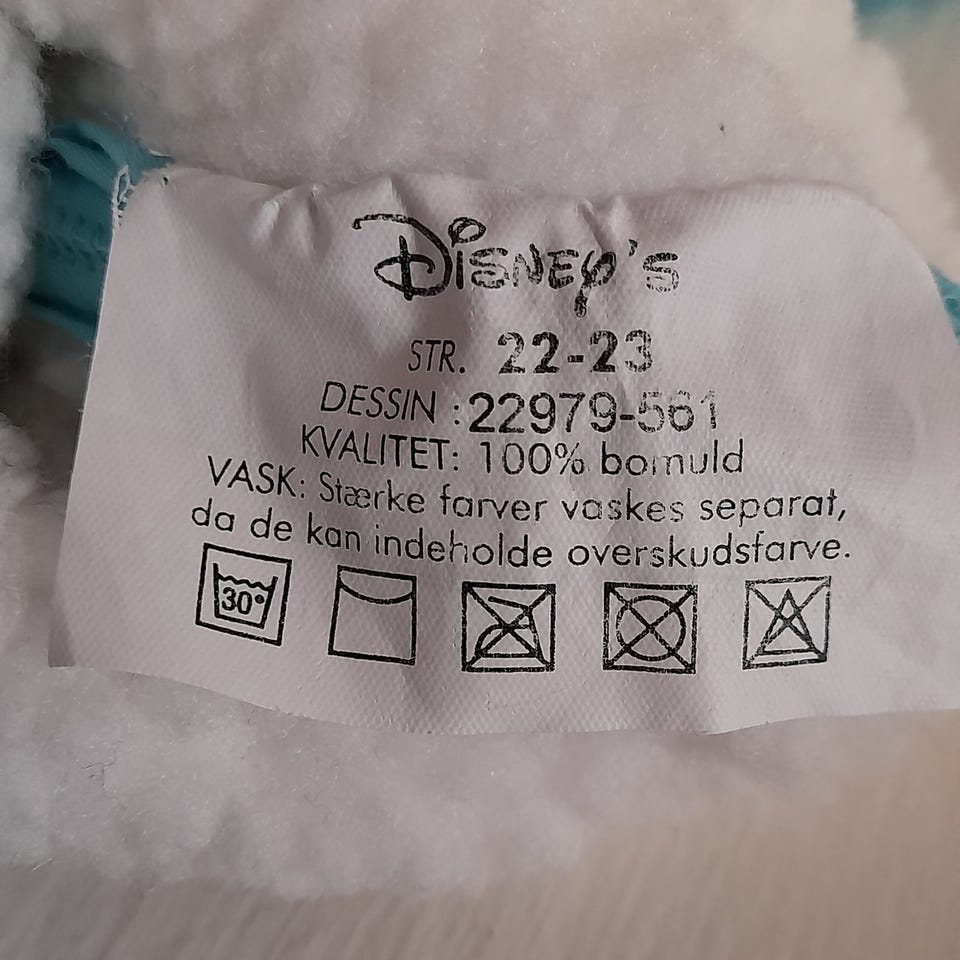 Disney's
STR. 22-23
DESSIN : 22979-561
KVALITET: 100% bomuld
VASK: Stærke farver vaskes separat,
da de kan indeholde overskudsfarve.
30°